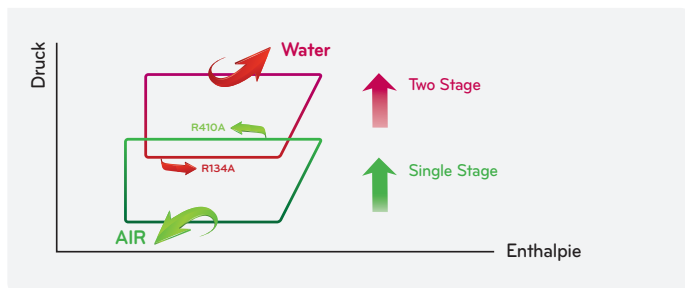 Druck
Water
Two Stage
R410A
R134A
Single Stage
AIR
Enthalpie